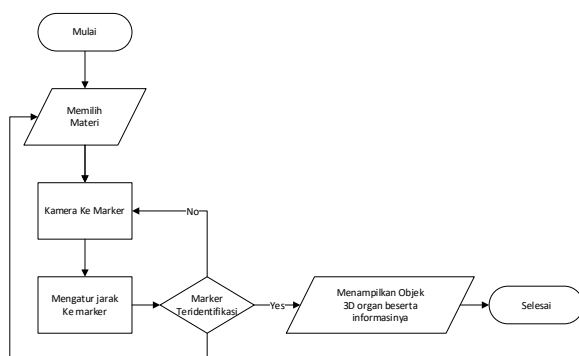 Mulai
Memilih
Materi
Kamera Ke Marker
No
Mengatur jarak
Ke marker
Marker
Teridentifikasi
Yes
Menampilkan Objek
3D organ beserta
informasinya
Selesai